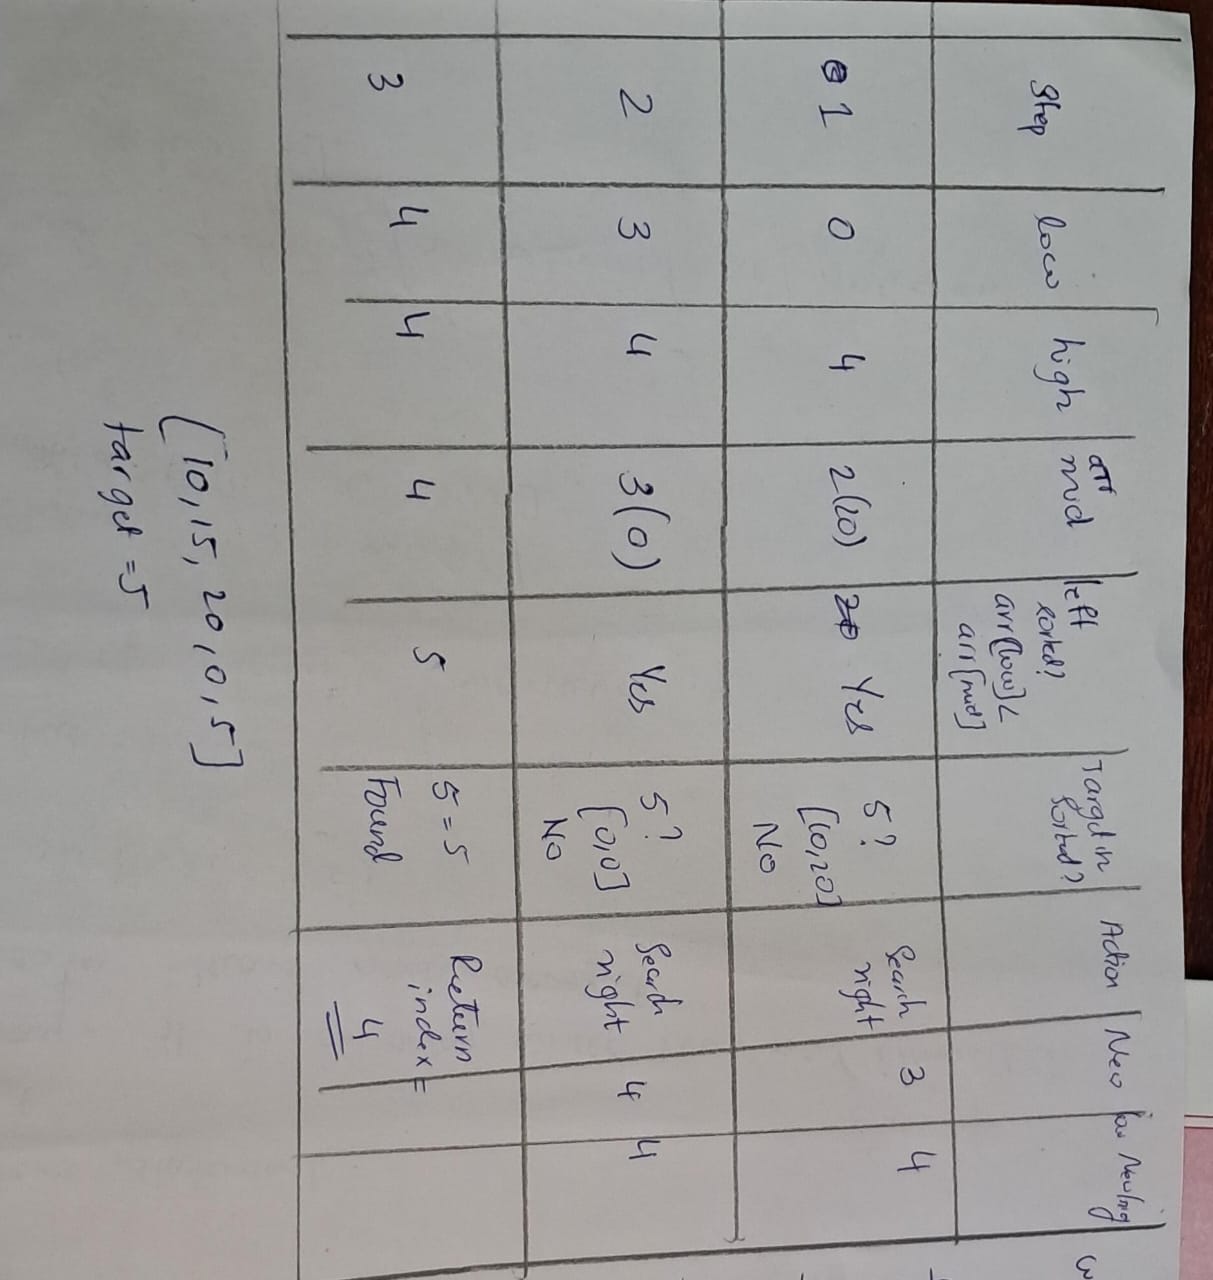 Step low high arr mid left sorted? arr[low]< arr[mid] Target in sorted? Action New low New hig
1 0 4 2(20) Yes 5? [10,20] No Search right 3 4
2 3 4 3(0) Yes 5? [0,0] No Search right 4 4
3 4 4 4 5 5=5 Found Return index = 4
[10,15,20,0,5]
target=5